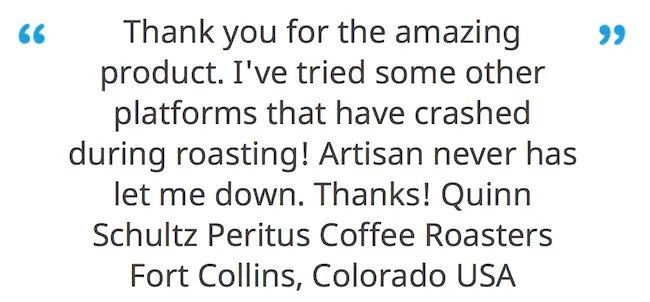 “ Thank you for the amazing ”
product. I've tried some other
platforms that have crashed
during roasting! Artisan never has
let me down. Thanks! Quinn
Schultz Peritus Coffee Roasters
Fort Collins, Colorado USA